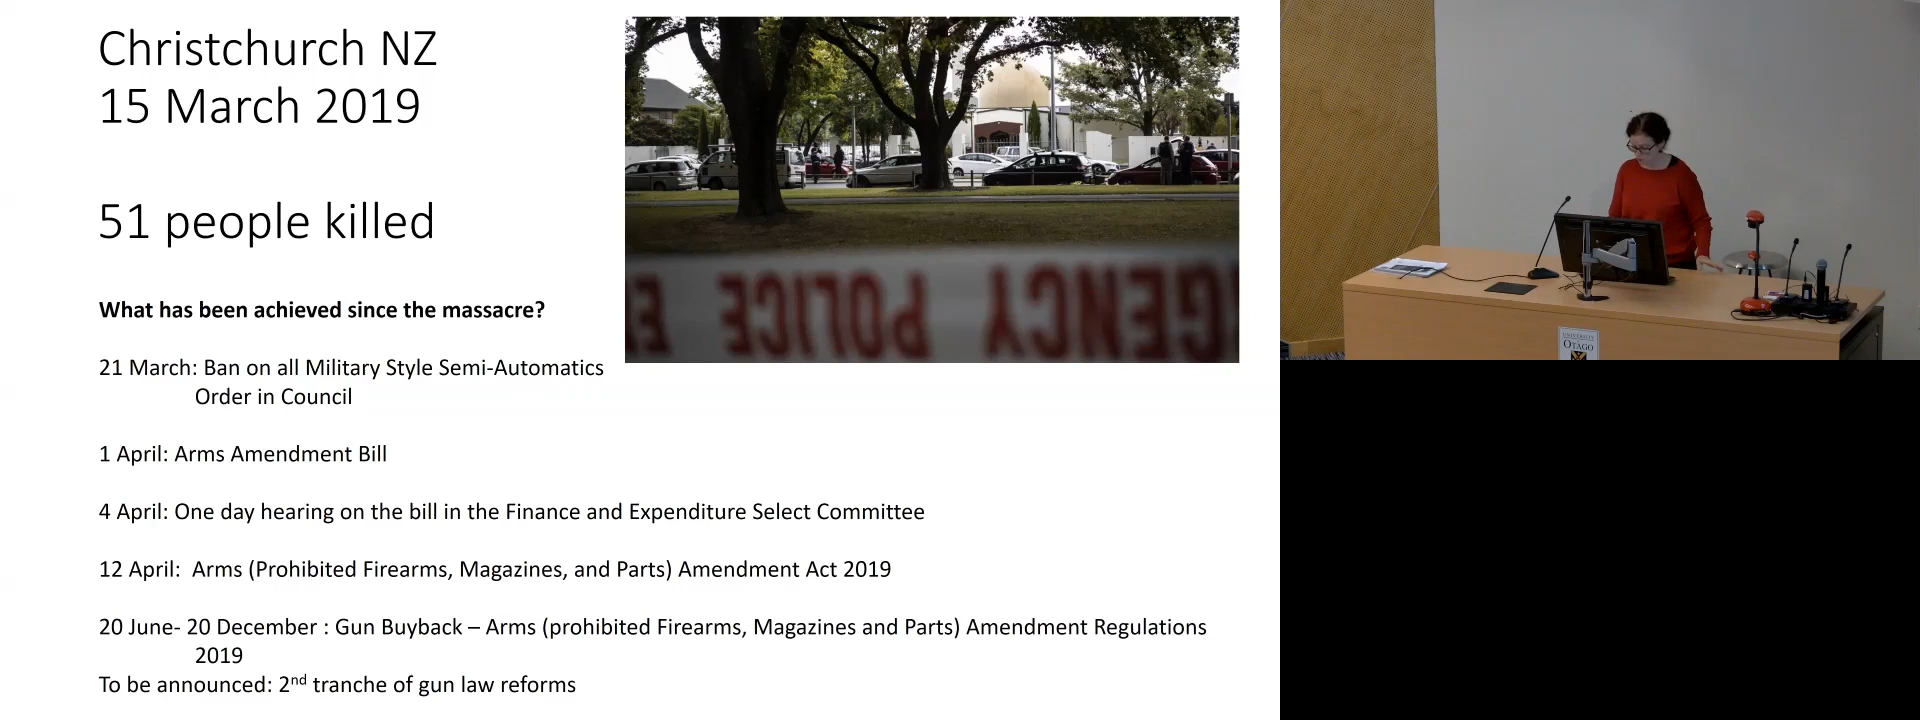 Christchurch NZ
15 March 2019
51 people killed
What has been achieved since the massacre?
21 March: Ban on all Military Style Semi-Automatics
Order in Council
1 April: Arms Amendment Bill
4 April: One day hearing on the bill in the Finance and Expenditure Select Committee
12 April:  Arms (Prohibited Firearms, Magazines, and Parts) Amendment Act 2019
20 June- 20 December : Gun Buyback – Arms (prohibited Firearms, Magazines and Parts) Amendment Regulations
2019
To be announced: 2nd tranche of gun law reforms
E POLICE GENCY
UNIVERSITY
OTAGO